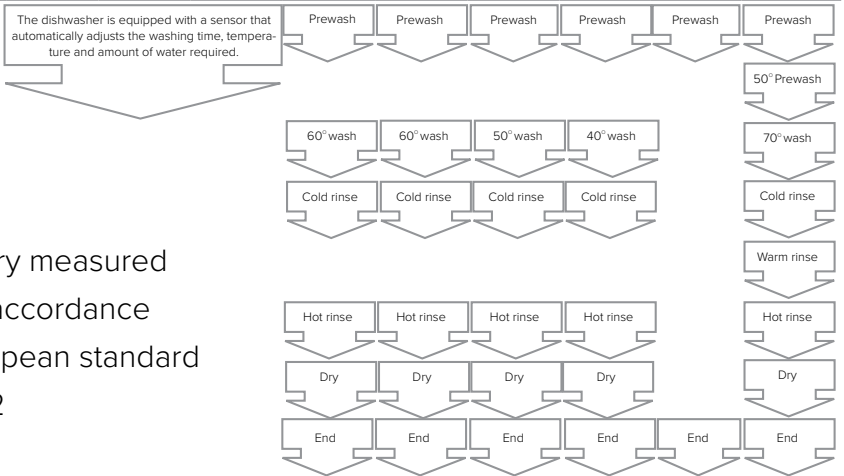 The dishwasher is equipped with a sensor that
automatically adjusts the washing time, tempera-
ture and amount of water required.
Prewash Prewash Prewash Prewash Prewash Prewash
50° Prewash
60° wash 60° wash 50° wash 40° wash 70° wash
Cold rinse Cold rinse Cold rinse Cold rinse Cold rinse
Warm rinse
ry measured
accordance
pean standard
2
Hot rinse Hot rinse Hot rinse Hot rinse Hot rinse
Dry Dry Dry Dry Dry
End End End End End End